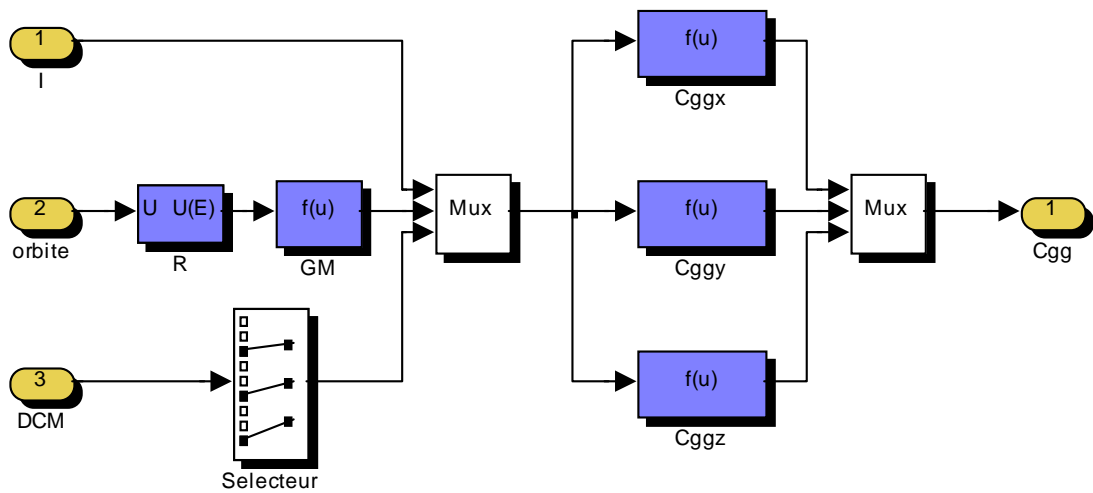 1
I
2
orbite
U U(E)
R
f(u)
GM
3
DCM
Selecteur
Mux
f(u)
Cggx
f(u)
Cggy
f(u)
Cggz
Mux
1
Cgg